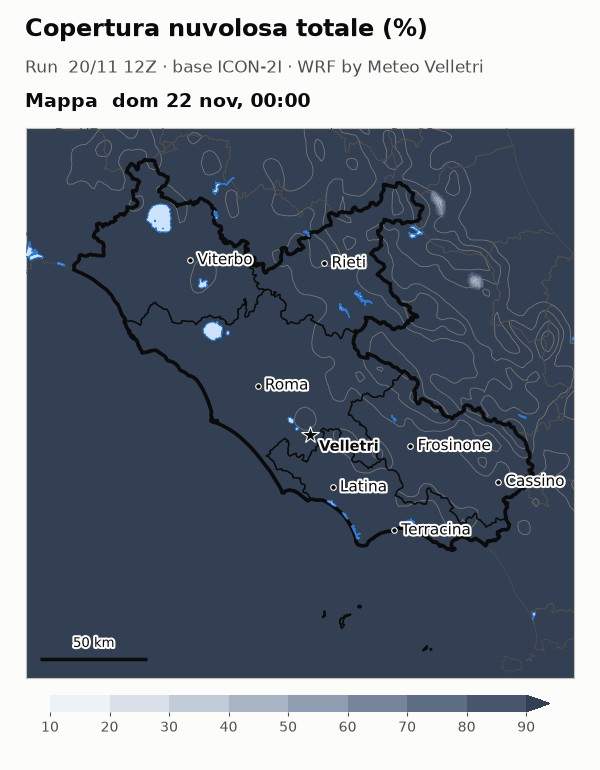 Copertura nuvolosa totale (%)
Run 20/11 12Z · base ICON-2I · WRF by Meteo Velletri
Mappa dom 22 nov, 00:00
Viterbo
Rieti
Roma
Velletri
Frosinone
Latina
Cassino
Terracina
50 km
10 20 30 40 50 60 70 80 90